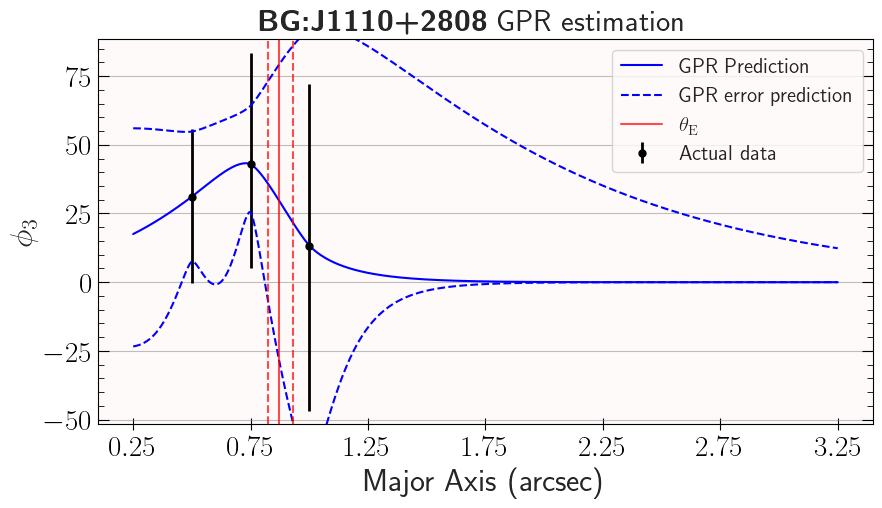 BG:J1110+2808 GPR estimation
GPR Prediction
GPR error prediction
θE
Actual data
ϕ3
75
50
25
0
−25
−50
0.25 0.75 1.25 1.75 2.25 2.75 3.25
Major Axis (arcsec)